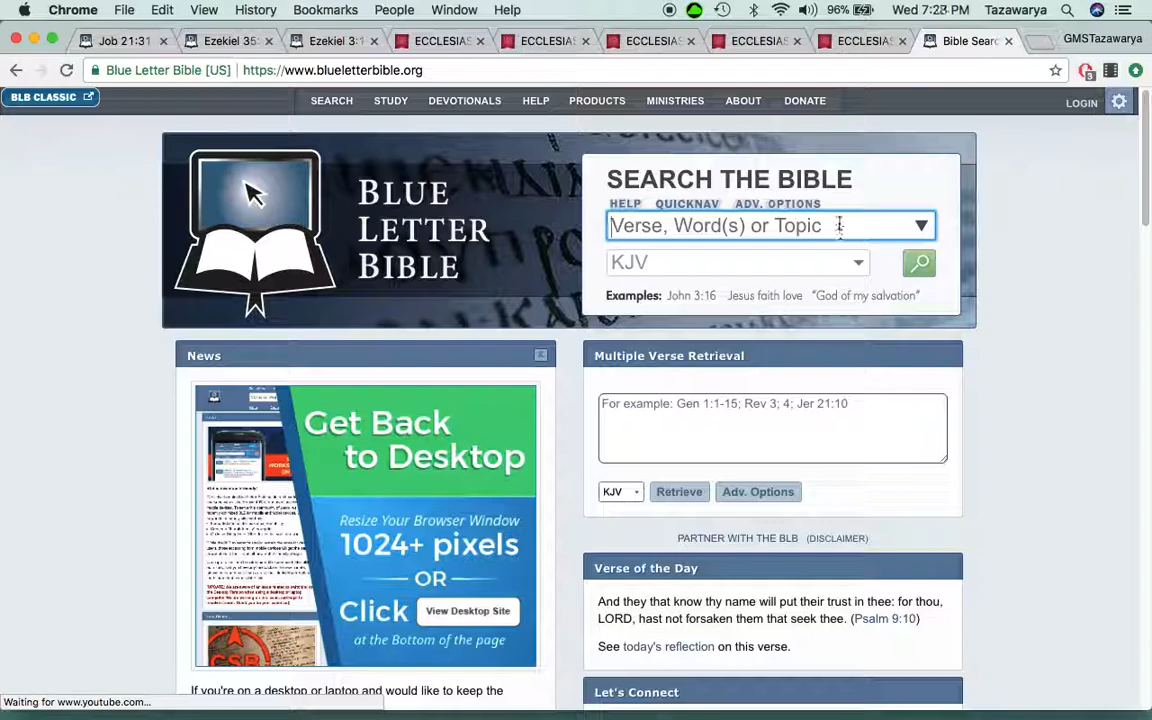 Chrome File Edit View History Bookmarks People Window Help 96% Wed 7:23 PM Tazawarya
Job 21:31 Ezekiel 35: Ezekiel 3:1 ECCLESIAS ECCLESIAS ECCLESIAS ECCLESIAS ECCLESIAS Bible Sear GMSTazawarya
Blue Letter Bible [US] https://www.blueletterbible.org 3
BLB CLASSIC
SEARCH STUDY DEVOTIONALS HELP PRODUCTS MINISTRIES ABOUT DONATE LOGIN
BLUE
LETTER
BIBLE
SEARCH THE BIBLE
HELP QUICKNAV ADV. OPTIONS
Verse, Word(s) or Topic
KJV
Examples: John 3:16 Jesus faith love "God of my salvation"
News
Get Back
to Desktop
Resize Your Browser Window
1024+ pixels
OR
Click View Desktop Site
at the Bottom of the page
CSB
If you're on a desktop or laptop and would like to keep the
Multiple Verse Retrieval
For example: Gen 1:1-15; Rev 3; 4; Jer 21:10
KJV Retrieve Adv. Options
PARTNER WITH THE BLB (DISCLAIMER)
Verse of the Day
And they that know thy name will put their trust in thee: for thou,
LORD, hast not forsaken them that seek thee. (Psalm 9:10)
See today's reflection on this verse.
Let's Connect
Waiting for www.youtube.com...